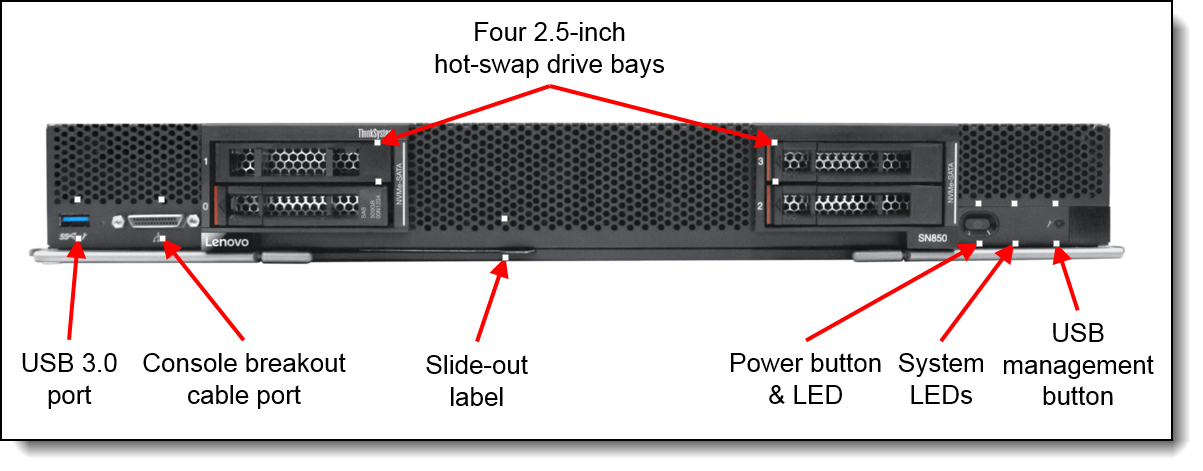 Four 2.5-inch
hot-swap drive bays
ThinkSystem
1
0
NVMe-SATA
3
2
NVMe-SATA
SAS
300GB
Lenovo
SN850
USB 3.0
port
Console breakout
cable port
Slide-out
label
Power button
& LED
System
LEDs
USB
management
button